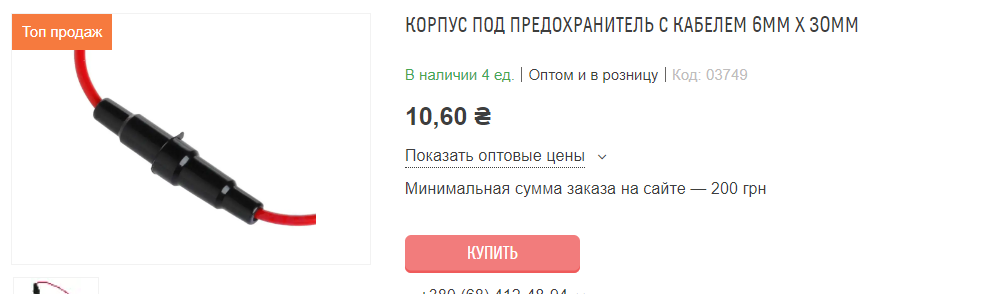 Топ продаж
КОРПУС ПОД ПРЕДОХРАНИТЕЛЬ С КАБЕЛЕМ 6ММ Х 30ММ
В наличии 4 ед. | Оптом и в розницу | Код: 03749
10,60 ₴
Показать оптовые цены
Минимальная сумма заказа на сайте — 200 грн
КУПИТЬ